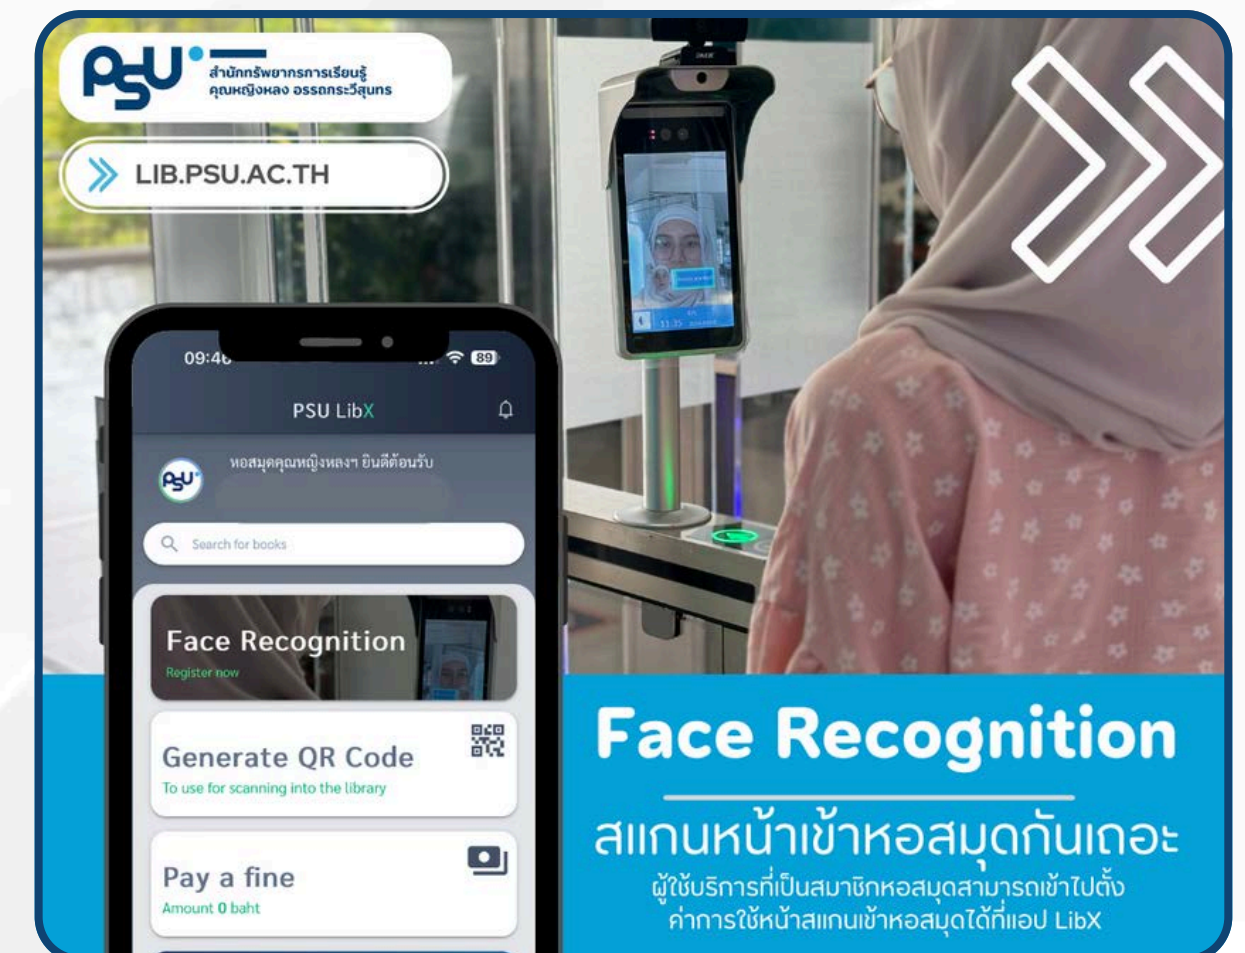 PSU
สำนักทรัพยากรการเรียนรู้
คุณหญิงหลง อรรถกระวีสุนทร
LIB.PSU.AC.TH
11:35
09:46
89
PSU LibX
หอสมุดคุณหญิงหลงฯ ยินดีต้อนรับ
PSU
Search for books
Face Recognition
Register now
Generate QR Code
To use for scanning into the library
Pay a fine
Amount 0 baht
Face Recognition
สแกนหน้าเข้าหอสมุดกันเถอะ
ผู้ใช้บริการที่เป็นสมาชิกหอสมุดสามารถเข้าไปตั้ง
ค่าการใช้หน้าสแกนเข้าหอสมุดได้ที่แอป LibX